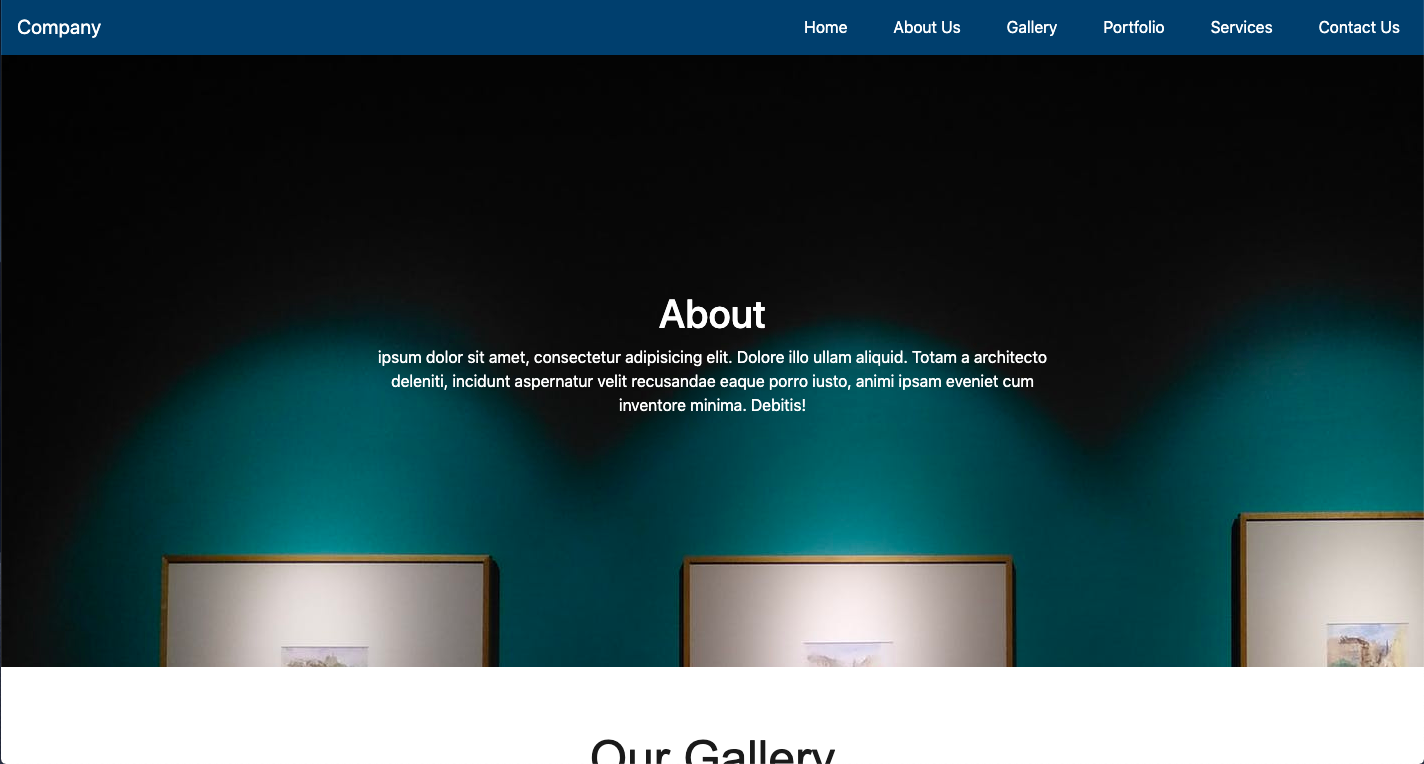 Company
Home About Us Gallery Portfolio Services Contact Us
About
ipsum dolor sit amet, consectetur adipisicing elit. Dolore illo ullam aliquid. Totam a architecto
deleniti, incidunt aspernatur velit recusandae eaque porro iusto, animi ipsam eveniet cum
inventore minima. Debitis!
Our Gallery